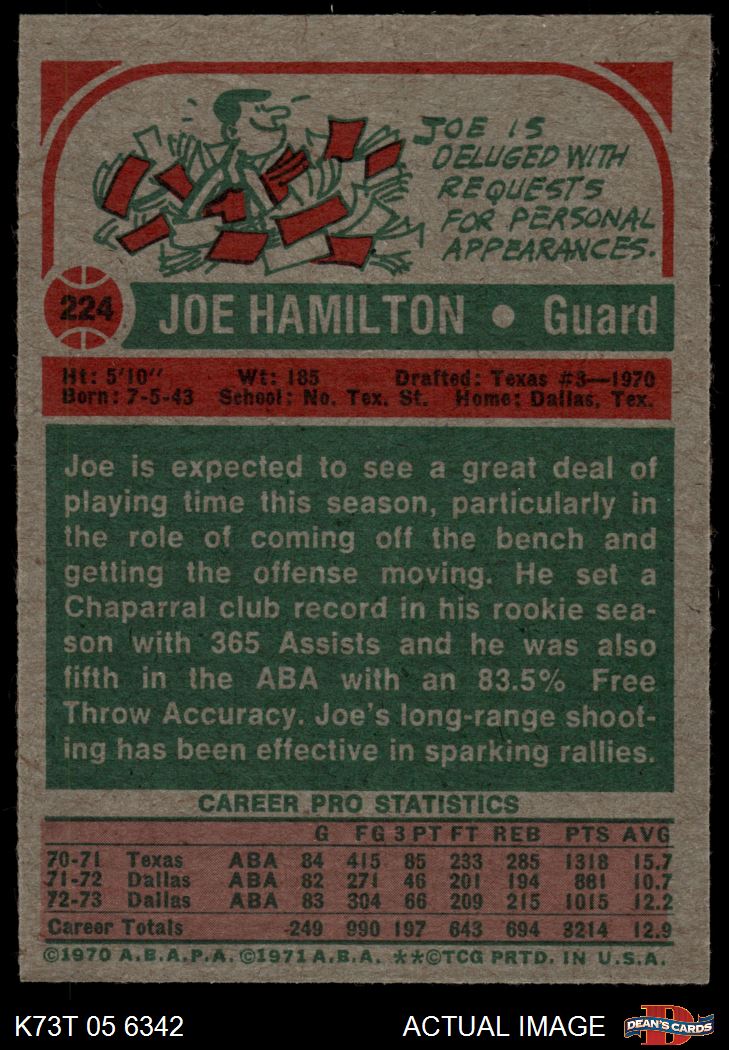 JOE IS
DELUGED WITH
REQUESTS
FOR PERSONAL
APPEARANCES.
224 JOE HAMILTON • Guard
Ht: 5'10" Wt: 185 Drafted: Texas #3—1970
Born: 7-5-43 School: No. Tex. St. Home: Dallas, Tex.
Joe is expected to see a great deal of
playing time this season, particularly in
the role of coming off the bench and
getting the offense moving. He set a
Chaparral club record in his rookie sea-
son with 365 Assists and he was also
fifth in the ABA with an 83.5% Free
Throw Accuracy. Joe's long-range shoot-
ing has been effective in sparking rallies.
CAREER PRO STATISTICS
G FG 3 PT FT REB PTS AVG
70-71 Texas ABA 84 415 85 233 285 1318 15.7
71-72 Dallas ABA 82 271 46 201 194 881 10.7
72-73 Dallas ABA 83 304 66 209 215 1015 12.2
Career Totals 249 990 197 643 694 3214 12.9
©1970 A.B.A.P.A. ©1971 A.B.A. **©TCG PRTD. IN U.S.A.
K73T 05 6342 ACTUAL IMAGE DEAN'S CARDS